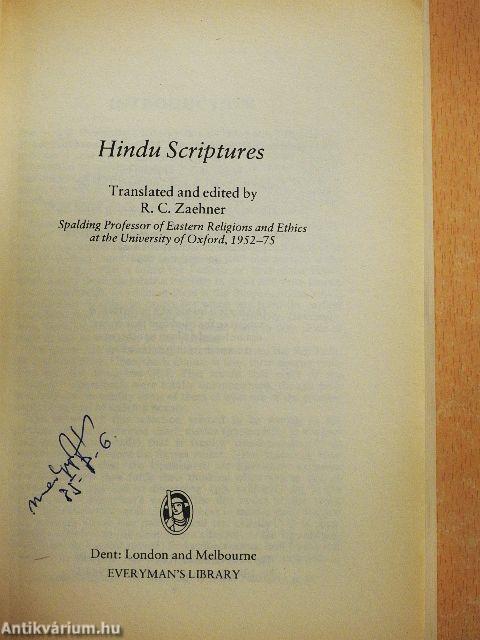 Hindu Scriptures
Translated and edited by
R. C. Zaehner
Spalding Professor of Eastern Religions and Ethics
at the University of Oxford, 1952–75
Dent: London and Melbourne
EVERYMAN'S LIBRARY
Antikvárium.hu